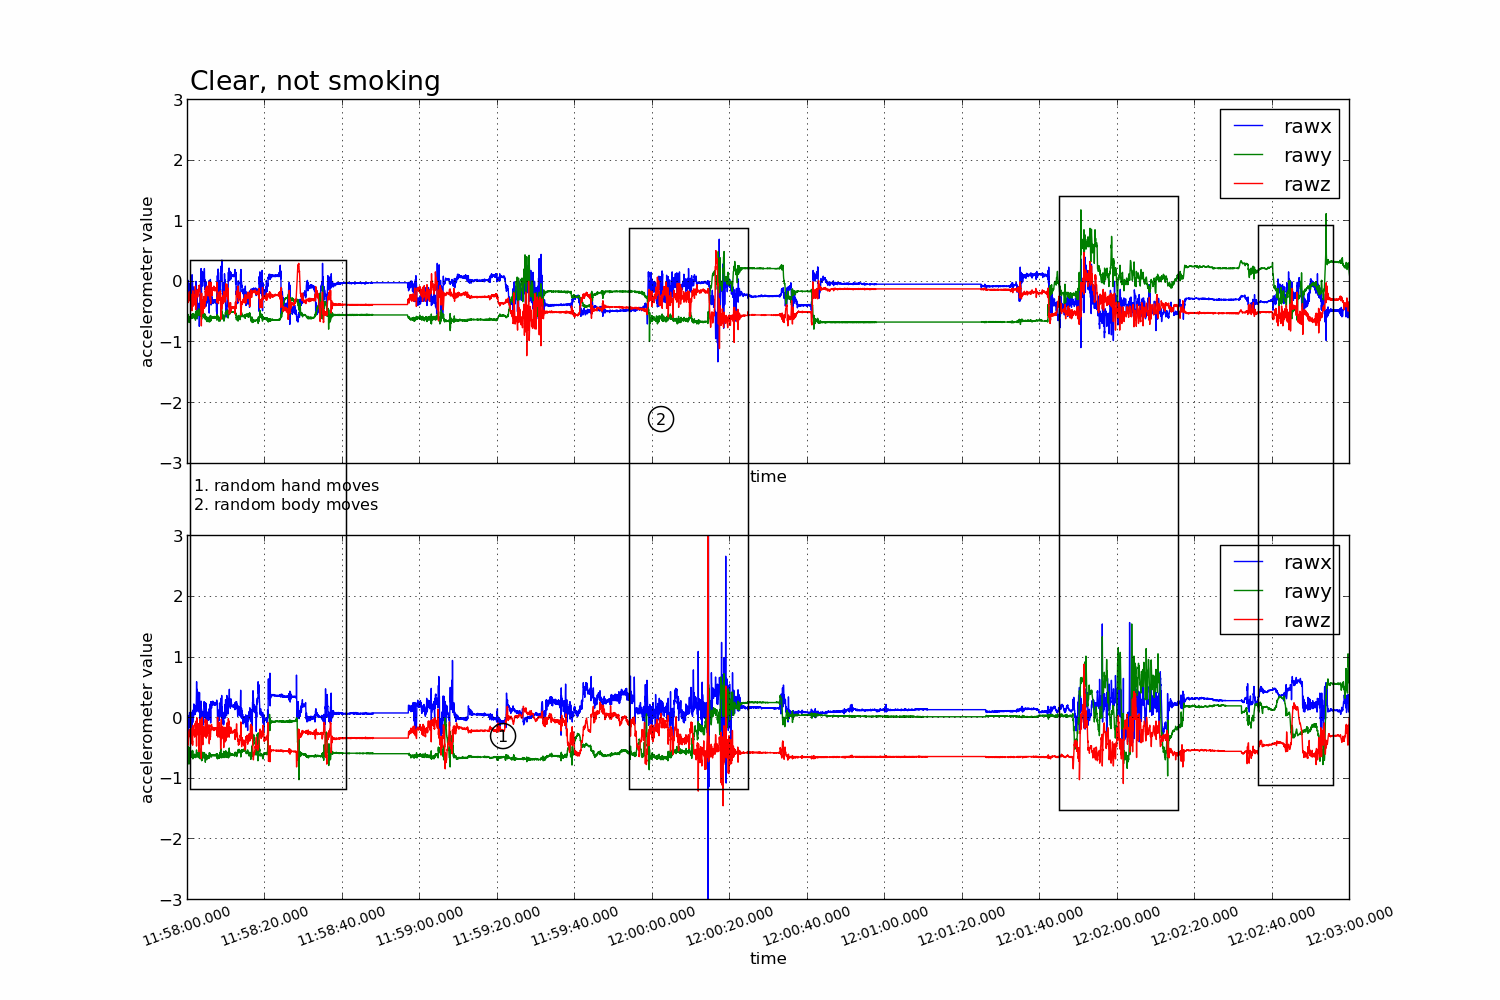 Clear, not smoking
3
2
1
0
−1
−2
−3
accelerometer value
rawx
rawy
rawz
2
time
1. random hand moves
2. random body moves
3
2
1
0
−1
−2
−3
accelerometer value
rawx
rawy
rawz
1
11:58:00.000 11:58:20.000 11:58:40.000 11:59:00.000 11:59:20.000 11:59:40.000 12:00:00.000 12:00:20.000 12:00:40.000 12:01:00.000 12:01:20.000 12:01:40.000 12:02:00.000 12:02:20.000 12:02:40.000 12:03:00.000
time